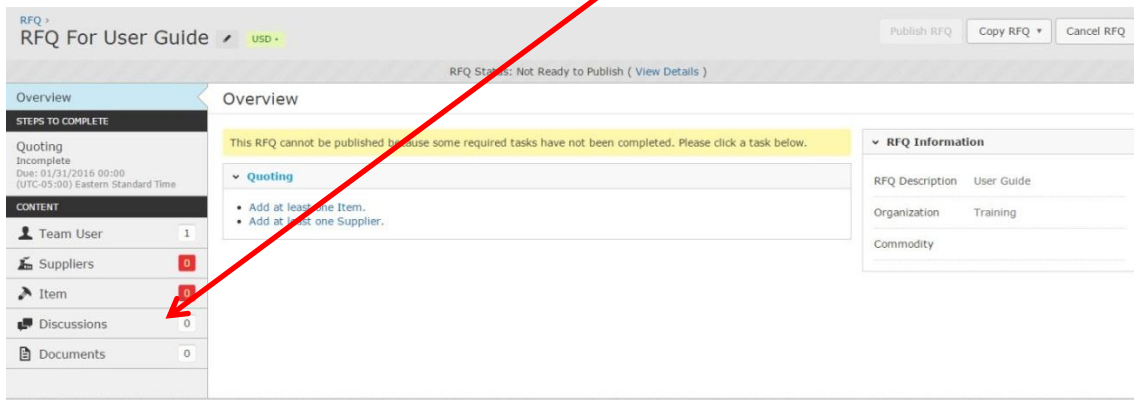 RFQ ›
RFQ For User Guide
USD
Publish RFQ
Copy RFQ
Cancel RFQ
RFQ Status: Not Ready to Publish ( View Details )
Overview
STEPS TO COMPLETE
Quoting
Incomplete
Due: 01/31/2016 00:00
(UTC-05:00) Eastern Standard Time
CONTENT
Team User 1
Suppliers 0
Item 0
Discussions 0
Documents 0
Overview
This RFQ cannot be published because some required tasks have not been completed. Please click a task below.
Quoting
• Add at least one Item.
• Add at least one Supplier.
RFQ Information
RFQ Description User Guide
Organization Training
Commodity